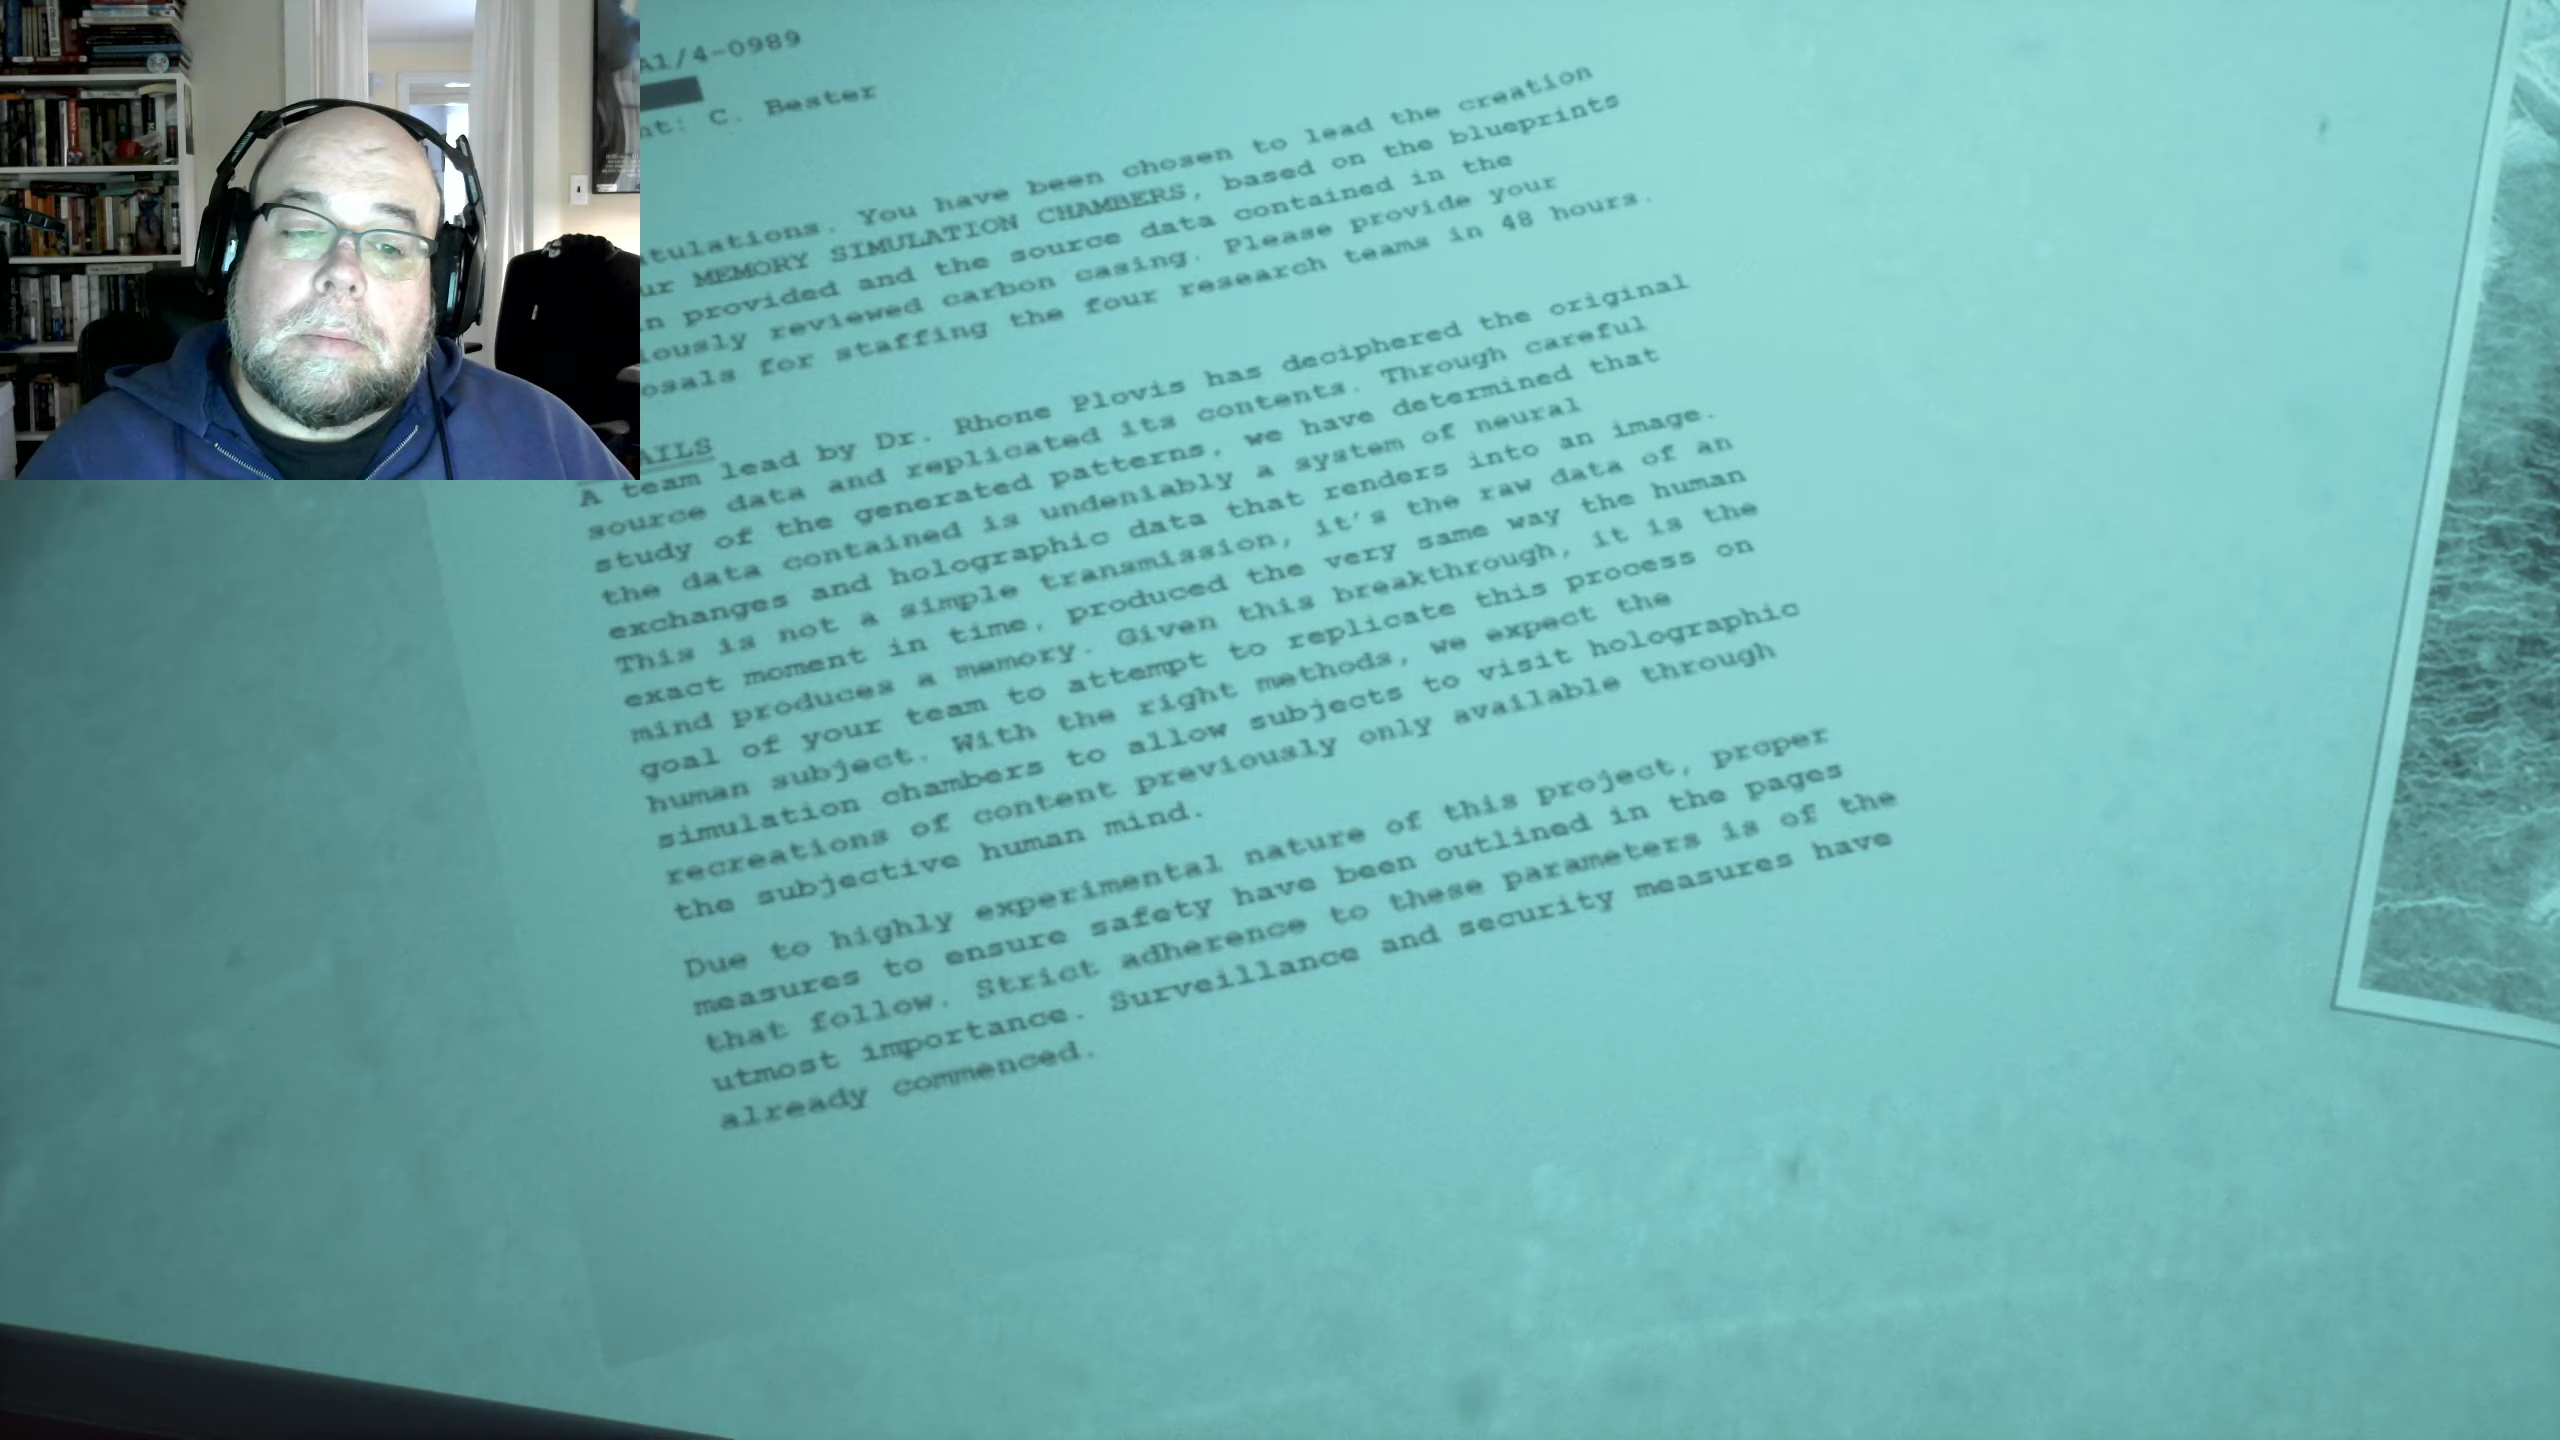 A1/4-0989
nt: C. Bester
tulations. You have been chosen to lead the creation
ur MEMORY SIMULATION CHAMBERS, based on the blueprints
n provided and the source data contained in the
iously reviewed carbon casing. Please provide your
osals for staffing the four research teams in 48 hours.
AILS
A team lead by Dr. Rhone Plovis has deciphered the original
source data and replicated its contents. Through careful
study of the generated patterns, we have determined that
the data contained is undeniably a system of neural
exchanges and holographic data that renders into an image.
This is not a simple transmission, it's the raw data of an
exact moment in time, produced the very same way the human
mind produces a memory. Given this breakthrough, it is the
goal of your team to attempt to replicate this process on
human subject. With the right methods, we expect the
simulation chambers to allow subjects to visit holographic
recreations of content previously only available through
the subjective human mind.
Due to highly experimental nature of this project, proper
measures to ensure safety have been outlined in the pages
that follow. Strict adherence to these parameters is of the
utmost importance. Surveillance and security measures have
already commenced.